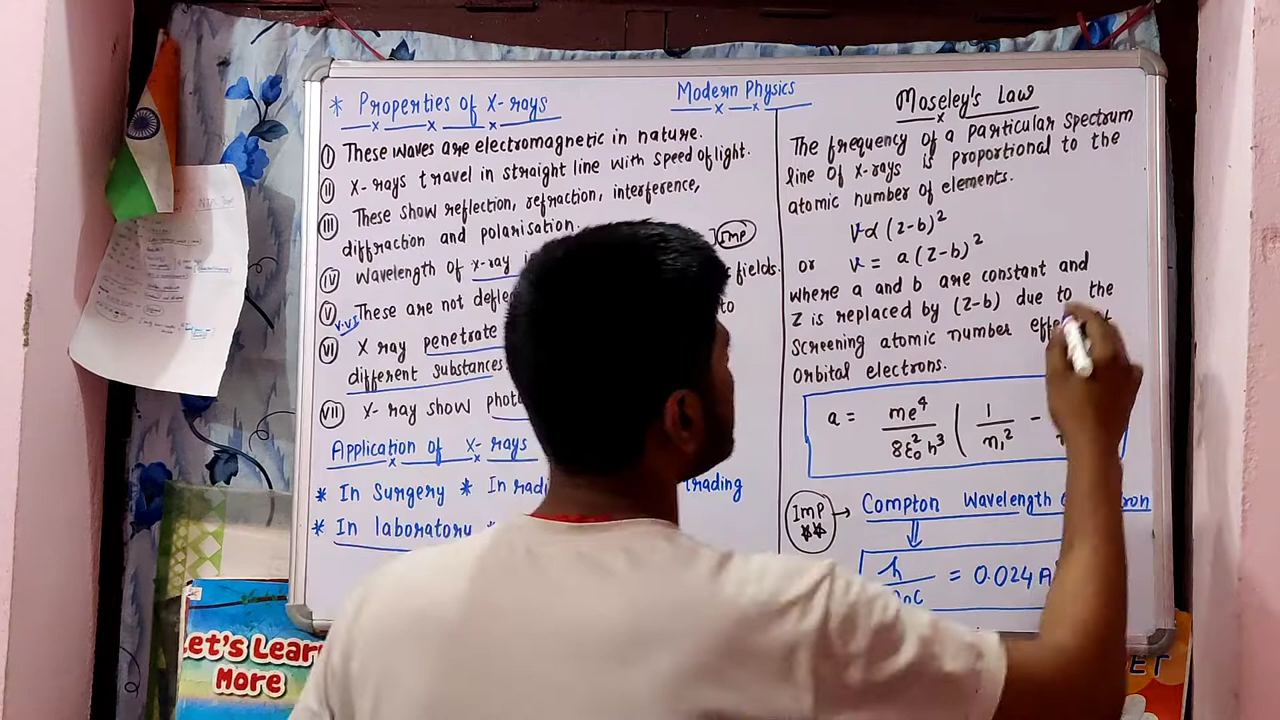 * Properties of X-rays
(I) These waves are electromagnetic in nature.
(II) X-rays travel in straight line with speed of light.
(III) These show reflection, refraction, interference,
diffraction and polarisation.
(IV) Wavelength of x-ray
Imp
(V) These are not fields.
V.V.I
(VI) X ray penetrate to
different substances
(VII) X-ray show
Application of X-rays
* In Surgery * In
* In laboratory *
Modern Physics
Moseley's Law
The frequency of a particular spectrum
line of x-rays is proportional to the
atomic number of elements.
ν α (Z-b)²
or ν = a(Z-b)²
where a and b are constant and
Z is replaced by (Z-b) due to the
screening atomic number
orbital electrons.
a = me⁴ / 8ε₀²h³ ( 1 / n₁² -
Imp ** → Compton Wavelength
⇓
h = 0.024 A
Let's Lear
More